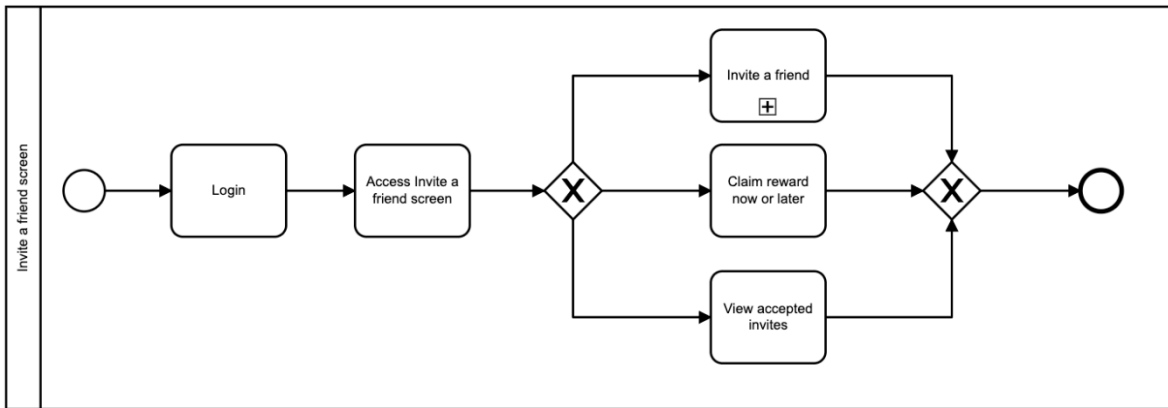 Invite a friend screen
Login
Access Invite a
friend screen
Invite a friend
Claim reward
now or later
View accepted
invites